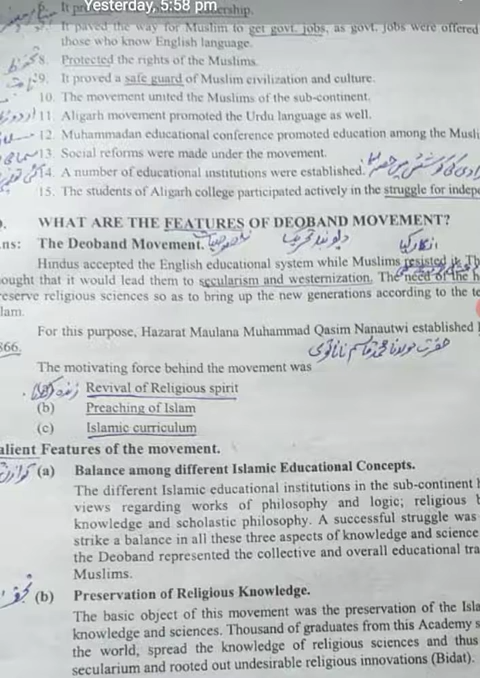 Yesterday, 5:58 pm
7. It paved the way for Muslim to get govt. jobs, as govt. jobs were offered
those who know English language.
8. Protected the rights of the Muslims.
9. It proved a safe guard of Muslim civilization and culture.
10. The movement united the Muslims of the sub-continent.
11. Aligarh movement promoted the Urdu language as well.
12. Muhammadan educational conference promoted education among the Musli
13. Social reforms were made under the movement.
14. A number of educational institutions were established.
15. The students of Aligarh college participated actively in the struggle for indepe
WHAT ARE THE FEATURES OF DEOBAND MOVEMENT?
ns: The Deoband Movement. دیوبند تحریک انکار کیا
Hindus accepted the English educational system while Muslims resisted it. Th
ought that it would lead them to secularism and westernization. The need of the h
reserve religious sciences so as to bring up the new generations according to the te
lam.
For this purpose, Hazarat Maulana Muhammad Qasim Nanautwi established
866. حضرت مولانا محمد قاسم ناناتوی
The motivating force behind the movement was
Revival of Religious spirit
(b) Preaching of Islam
(c) Islamic curriculum
alient Features of the movement.
(a) Balance among different Islamic Educational Concepts.
The different Islamic educational institutions in the sub-continent h
views regarding works of philosophy and logic; religious b
knowledge and scholastic philosophy. A successful struggle was
strike a balance in all these three aspects of knowledge and science
the Deoband represented the collective and overall educational tra
Muslims.
(b) Preservation of Religious Knowledge.
The basic object of this movement was the preservation of the Isla
knowledge and sciences. Thousand of graduates from this Academy s
the world, spread the knowledge of religious sciences and thus
secularium and rooted out undesirable religious innovations (Bidat).